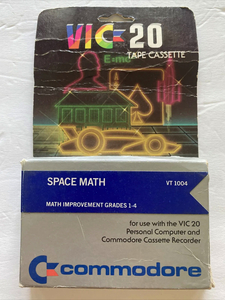 VIC 20
TAPE CASSETTE
E=mc²
SPACE MATH
VT 1004
MATH IMPROVEMENT GRADES 1-4
for use with the VIC 20
Personal Computer and
Commodore Cassette Recorder
commodore